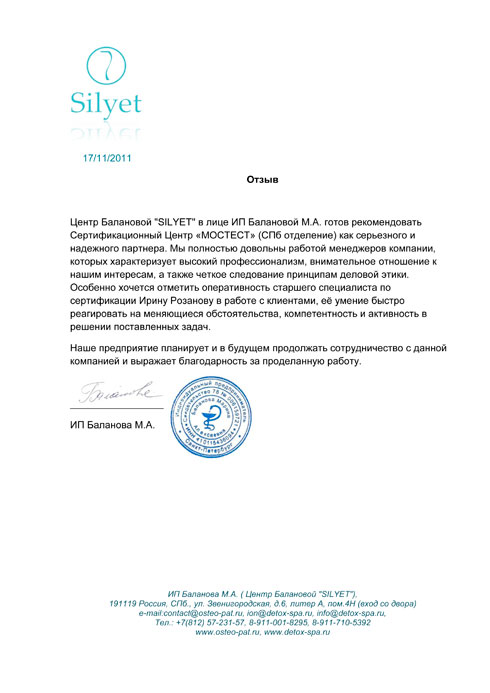 Silyet
17/11/2011
Отзыв
Центр Балановой "SILYET" в лице ИП Балановой М.А. готов рекомендовать
Сертификационный Центр «МОСТЕСТ» (СПб отделение) как серьезного и
надежного партнера. Мы полностью довольны работой менеджеров компании,
которых характеризует высокий профессионализм, внимательное отношение к
нашим интересам, а также четкое следование принципам деловой этики.
Особенно хочется отметить оперативность старшего специалиста по
сертификации Ирину Розанову в работе с клиентами, её умение быстро
реагировать на меняющиеся обстоятельства, компетентность и активность в
решении поставленных задач.
Наше предприятие планирует и в будущем продолжать сотрудничество с данной
компанией и выражает благодарность за проделанную работу.
ИП Баланова М.А.
Индивидуальный предприниматель
Баланова Марина
Алексеевна
Санкт-Петербург
ИП Баланова М.А. ( Центр Балановой "SILYET"),
191119 Россия, СПб., ул. Звенигородская, д.6, литер А, пом.4Н (вход со двора)
e-mail:contact@osteo-pat.ru, ion@detox-spa.ru, info@detox-spa.ru,
Тел.: +7(812) 57-231-57, 8-911-001-8295, 8-911-710-5392
www.osteo-pat.ru, www.detox-spa.ru